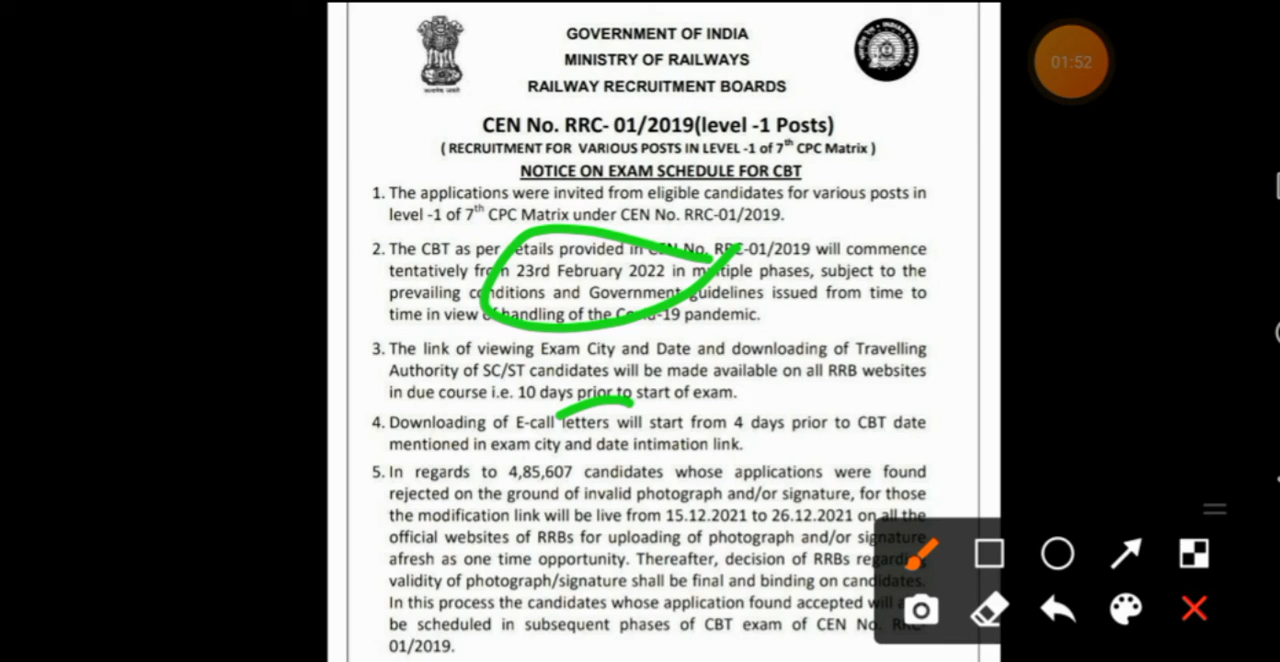 GOVERNMENT OF INDIA
MINISTRY OF RAILWAYS
RAILWAY RECRUITMENT BOARDS
01:52
CEN No. RRC- 01/2019(level -1 Posts)
( RECRUITMENT FOR VARIOUS POSTS IN LEVEL -1 of 7th CPC Matrix )
NOTICE ON EXAM SCHEDULE FOR CBT
1. The applications were invited from eligible candidates for various posts in
level -1 of 7th CPC Matrix under CEN No. RRC-01/2019.
2. The CBT as per details provided in CEN No. RRC-01/2019 will commence
tentatively from 23rd February 2022 in multiple phases, subject to the
prevailing conditions and Government guidelines issued from time to
time in view of handling of the Covid-19 pandemic.
3. The link of viewing Exam City and Date and downloading of Travelling
Authority of SC/ST candidates will be made available on all RRB websites
in due course i.e. 10 days prior to start of exam.
4. Downloading of E-call letters will start from 4 days prior to CBT date
mentioned in exam city and date intimation link.
5. In regards to 4,85,607 candidates whose applications were found
rejected on the ground of invalid photograph and/or signature, for those
the modification link will be live from 15.12.2021 to 26.12.2021 on all the
official websites of RRBs for uploading of photograph and/or signature
afresh as one time opportunity. Thereafter, decision of RRBs regarding
validity of photograph/signature shall be final and binding on candidates.
In this process the candidates whose application found accepted will
be scheduled in subsequent phases of CBT exam of CEN No. RRC-
01/2019.